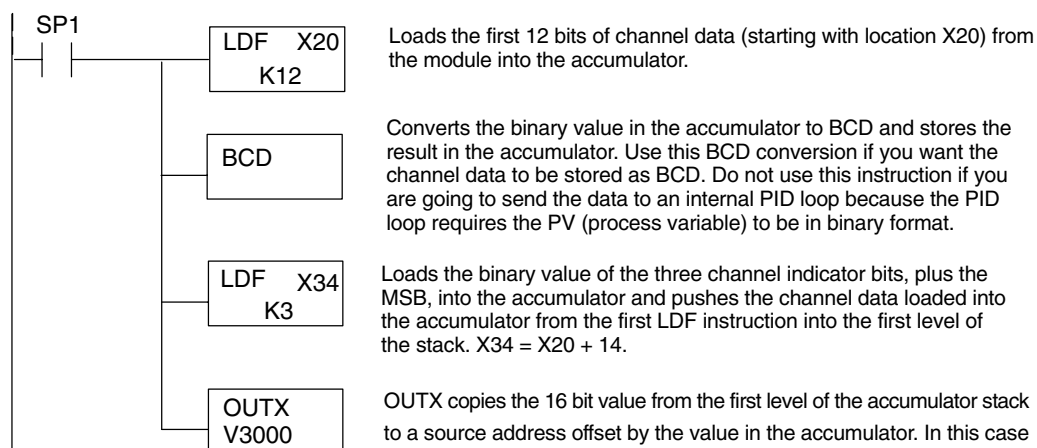 SP1
LDF X20
K12
Loads the first 12 bits of channel data (starting with location X20) from
the module into the accumulator.
BCD
Converts the binary value in the accumulator to BCD and stores the
result in the accumulator. Use this BCD conversion if you want the
channel data to be stored as BCD. Do not use this instruction if you
are going to send the data to an internal PID loop because the PID
loop requires the PV (process variable) to be in binary format.
LDF X34
K3
Loads the binary value of the three channel indicator bits, plus the
MSB, into the accumulator and pushes the channel data loaded into
the accumulator from the first LDF instruction into the first level of
the stack. X34 = X20 + 14.
OUTX
V3000
OUTX copies the 16 bit value from the first level of the accumulator stack
to a source address offset by the value in the accumulator. In this case